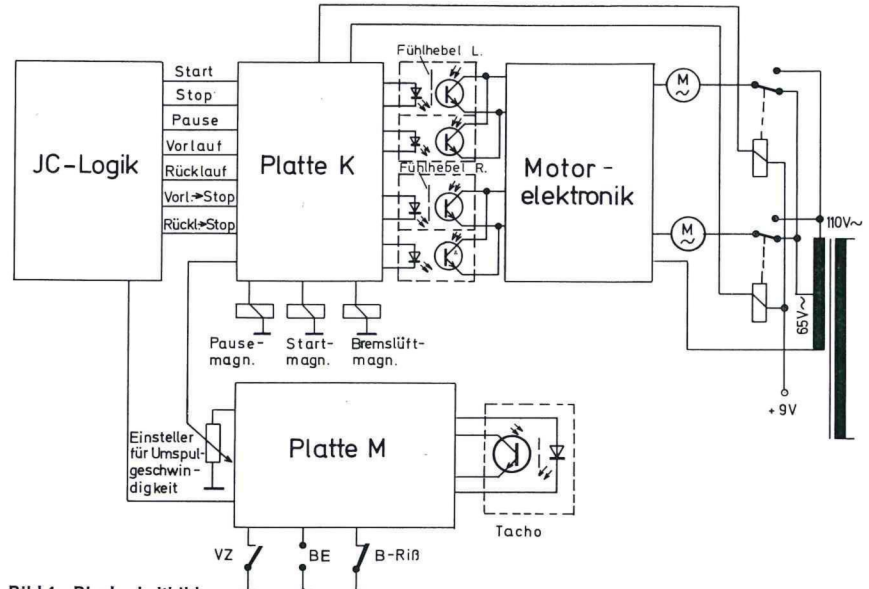 Fühlhebel L.
JC-Logik
Start
Stop
Pause
Vorlauf
Rücklauf
Vorl.→Stop
Rückl.→Stop
Platte K
Fühlhebel R.
Motor-
elektronik
M
~
M
~
110V~
65V~
+9V
Pause-
magn.
Start-
magn.
Bremslüft-
magn.
Einsteller
für Umspul-
geschwin-
digkeit
Platte M
Tacho
VZ
BE
B-Riß